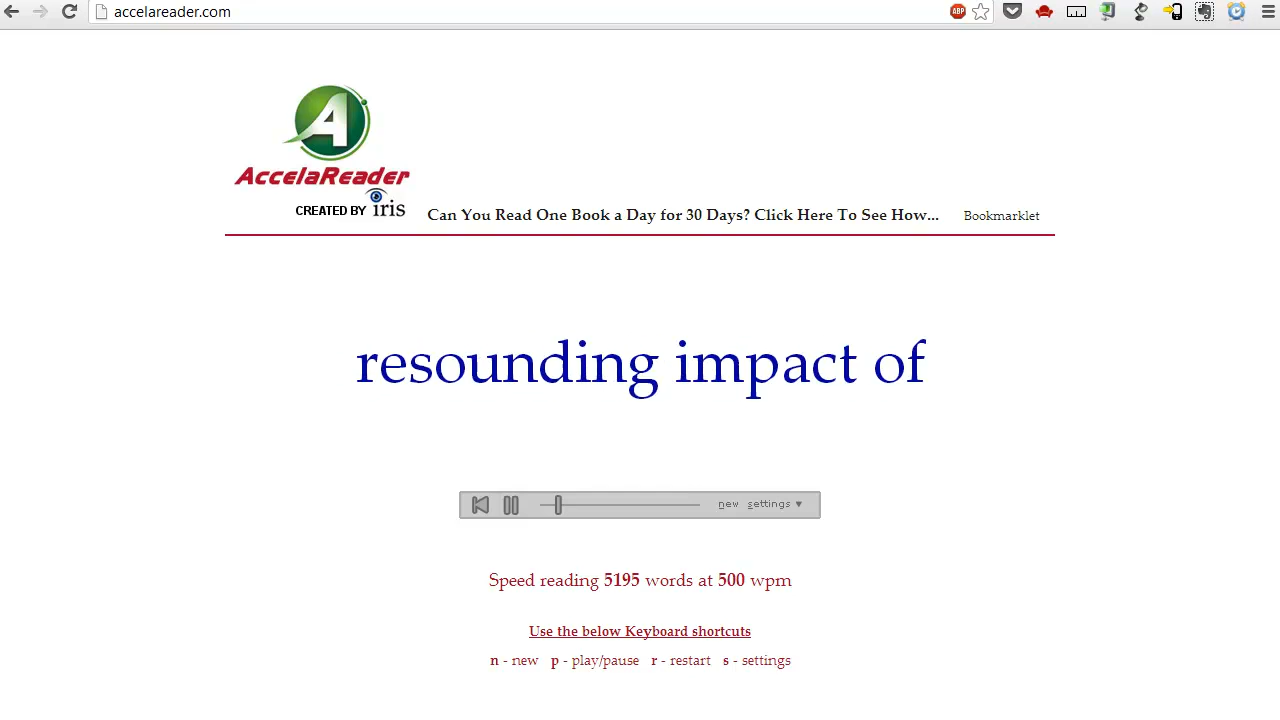 accelareader.com
ABP
A
AccelaReader
CREATED BY iris
Can You Read One Book a Day for 30 Days? Click Here To See How... Bookmarklet
resounding impact of
new settings ▼
Speed reading 5195 words at 500 wpm
Use the below Keyboard shortcuts
n - new p - play/pause r - restart s - settings